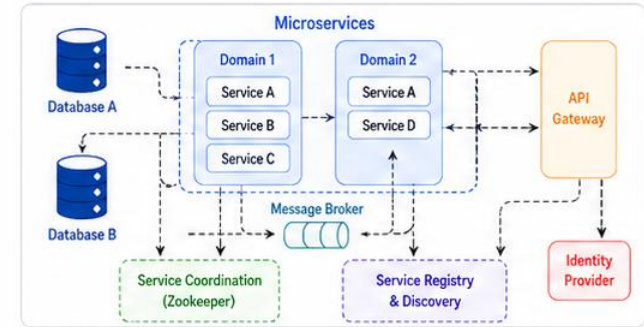 Microservices
Database A
Database B
Domain 1
Service A
Service B
Service C
Domain 2
Service A
Service D
API
Gateway
Message Broker
Service Coordination
(Zookeeper)
Service Registry
& Discovery
Identity
Provider